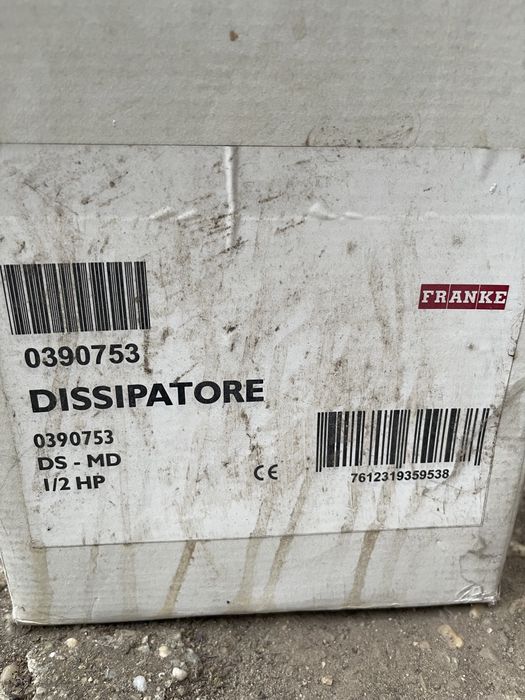 FRANKE
0390753
DISSIPATORE
0390753
DS - MD
1/2 HP
CE
7612319359538